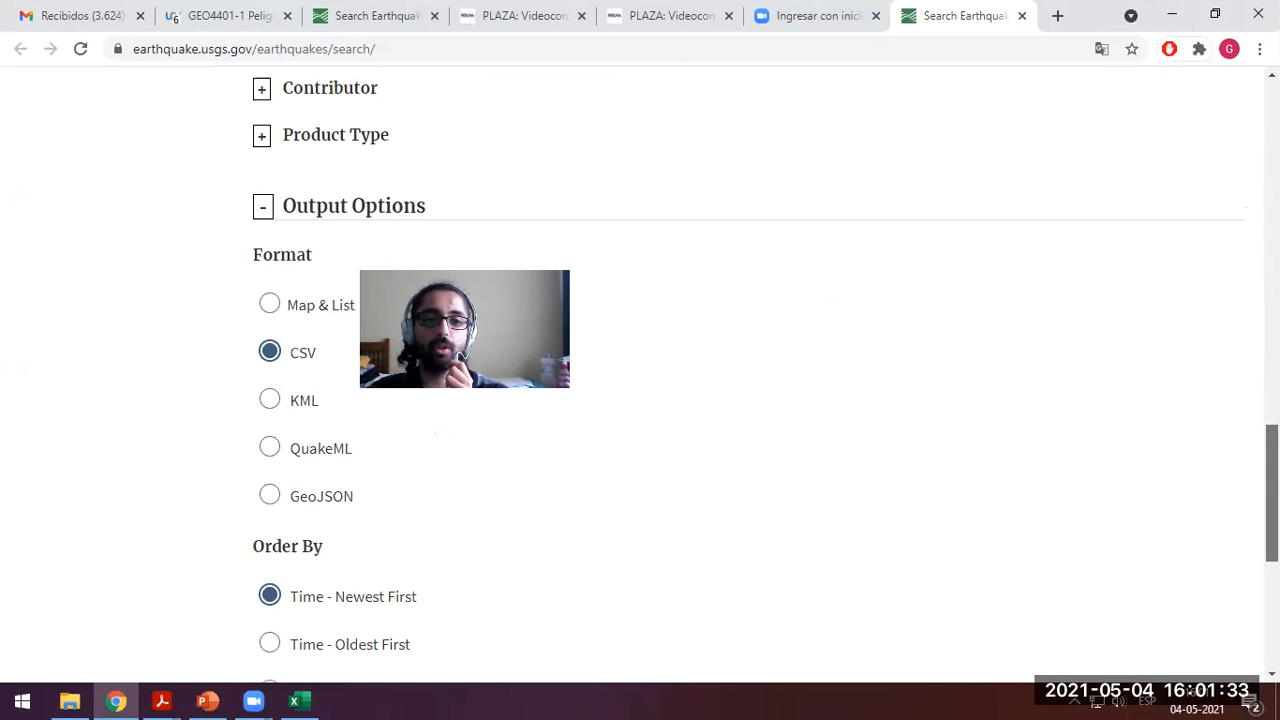 Recibidos (3.624)
GEO4401-1 Pelig
Search Earthquak
PLAZA: Videocon
PLAZA: Videocon
Ingresar con inici
Search Earthquak
earthquake.usgs.gov/earthquakes/search/
G
+ Contributor
+ Product Type
- Output Options
Format
Map & List
CSV
KML
QuakeML
GeoJSON
Order By
Time - Newest First
Time - Oldest First
2021-05-04 16:01:33
ESP
04-05-2021
2